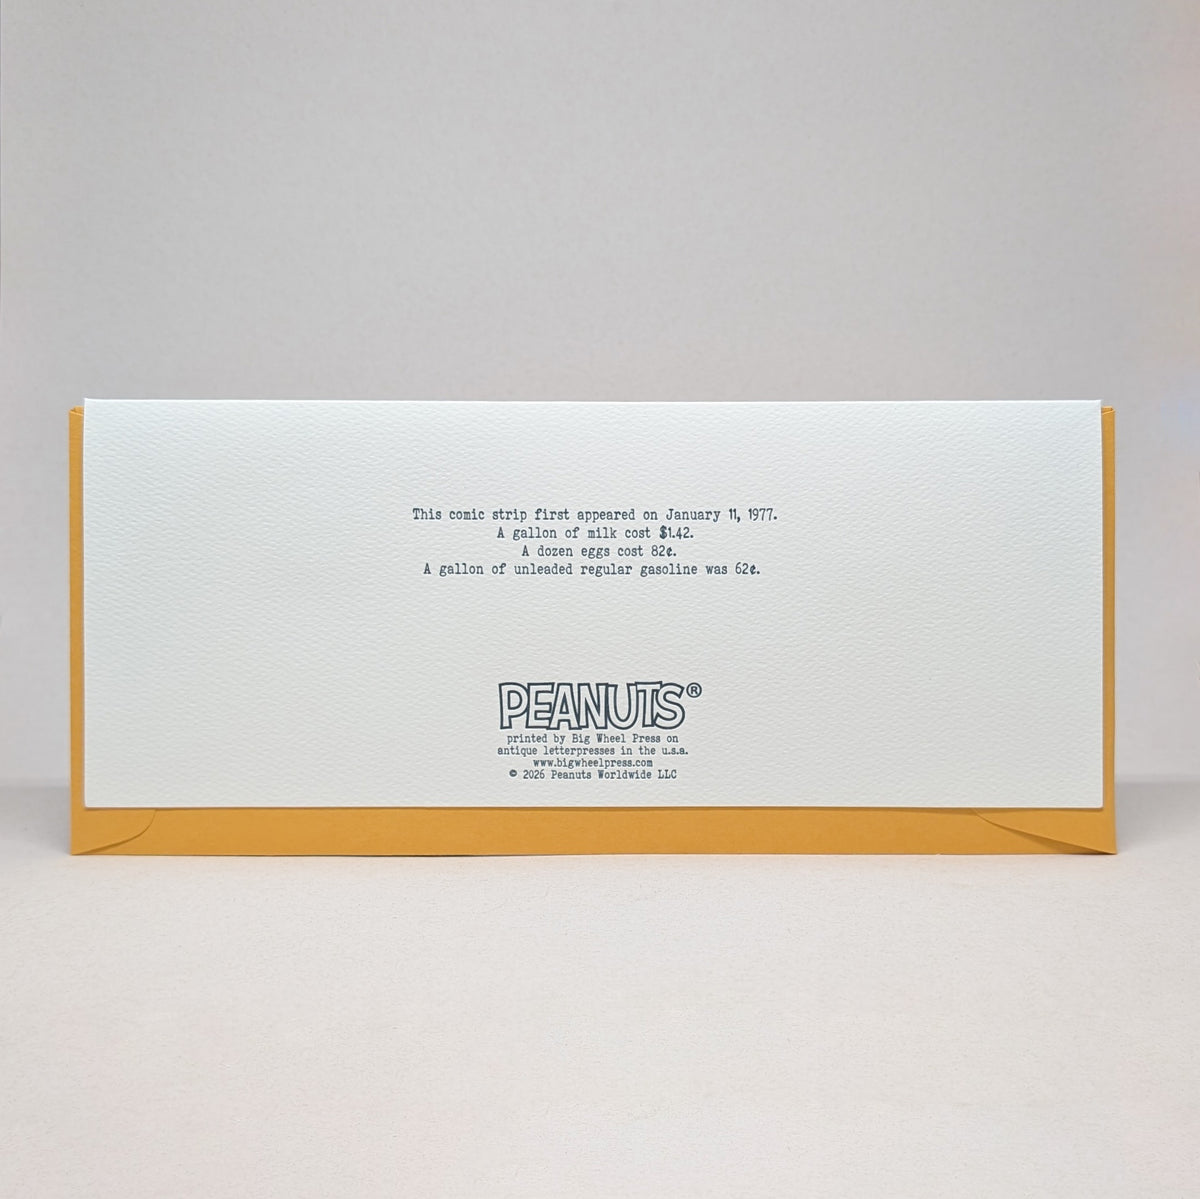 This comic strip first appeared on January 11, 1977.
A gallon of milk cost $1.42.
A dozen eggs cost 82¢.
A gallon of unleaded regular gasoline was 62¢.
PEANUTS®
printed by Big Wheel Press on
antique letterpresses in the u.s.a.
www.bigwheelpress.com
© 2026 Peanuts Worldwide LLC